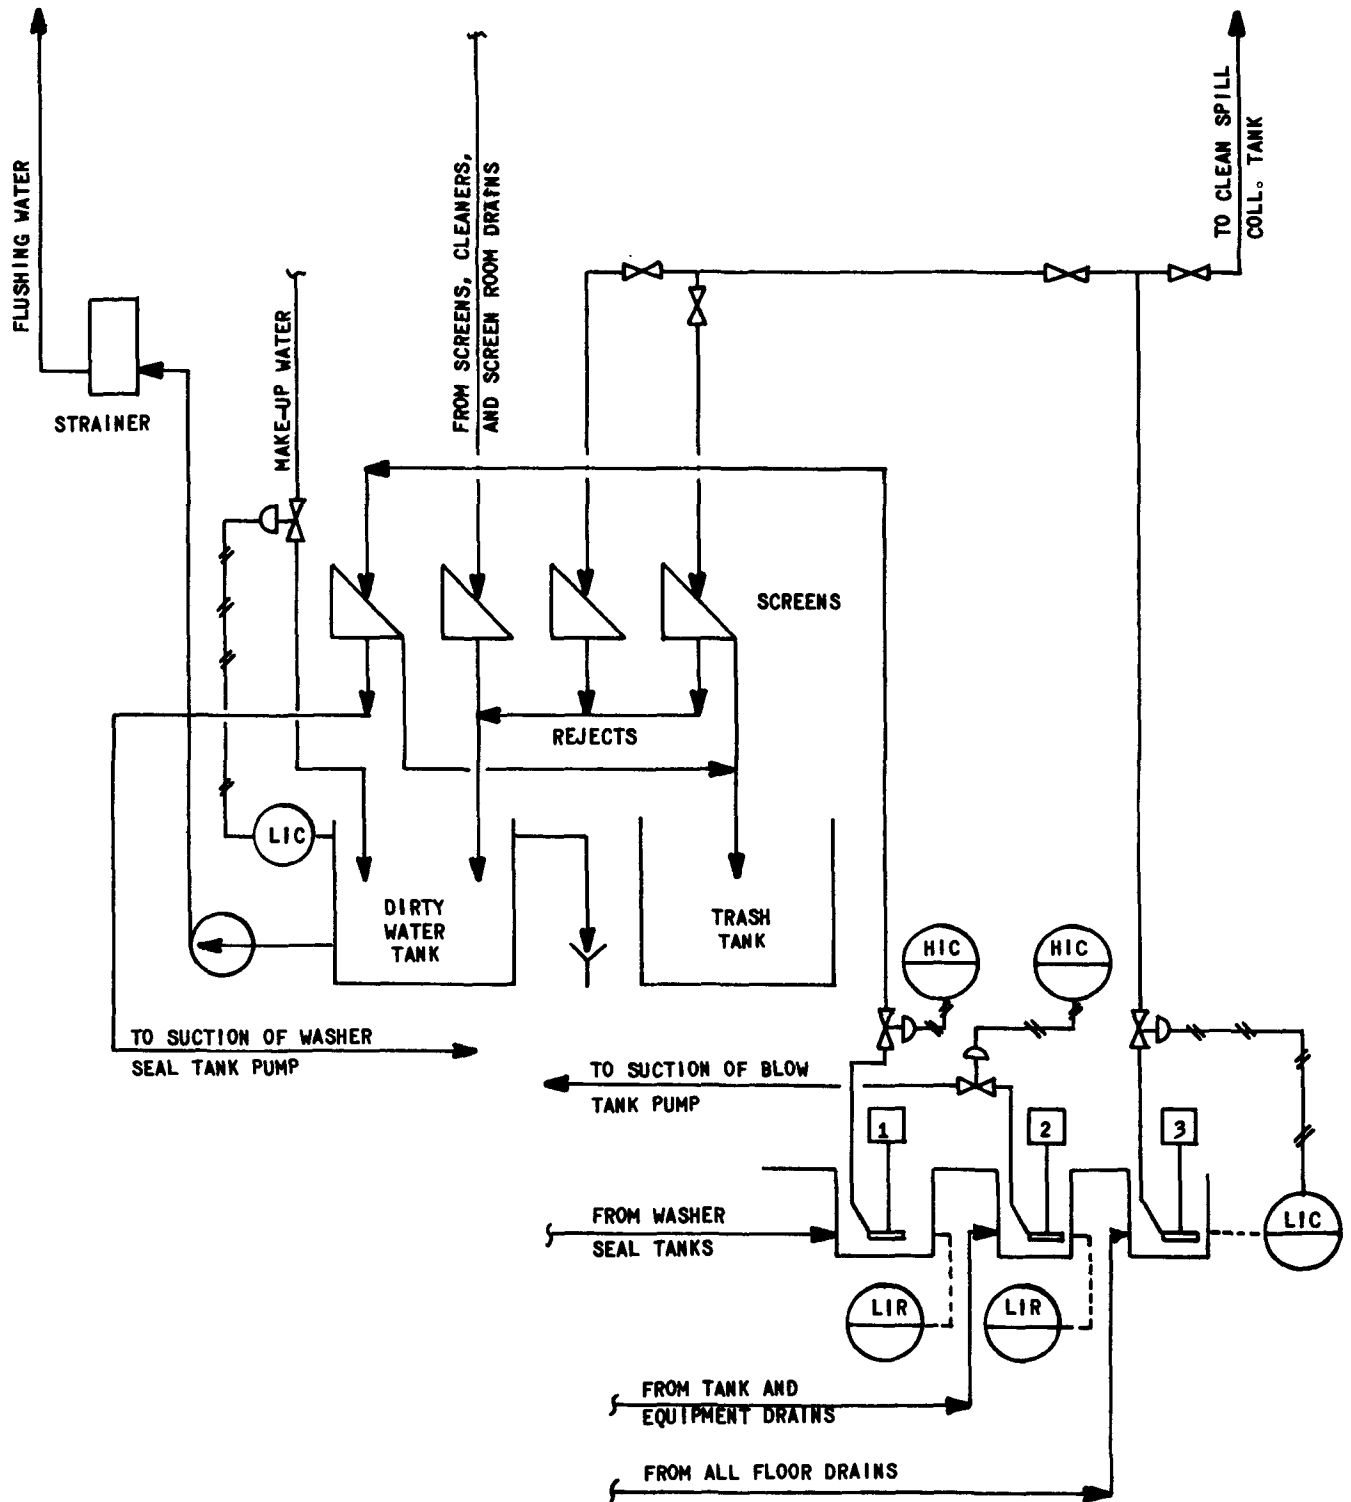 FLUSHING WATER
STRAINER
MAKE-UP WATER
FROM SCREENS, CLEANERS,
AND SCREEN ROOM DRAINS
TO CLEAN SPILL
COLL. TANK
SCREENS
REJECTS
LIC
DIRTY
WATER
TANK
TRASH
TANK
HIC
HIC
TO SUCTION OF WASHER
SEAL TANK PUMP
TO SUCTION OF BLOW
TANK PUMP
1
2
3
FROM WASHER
SEAL TANKS
LIC
LIR
LIR
FROM TANK AND
EQUIPMENT DRAINS
FROM ALL FLOOR DRAINS